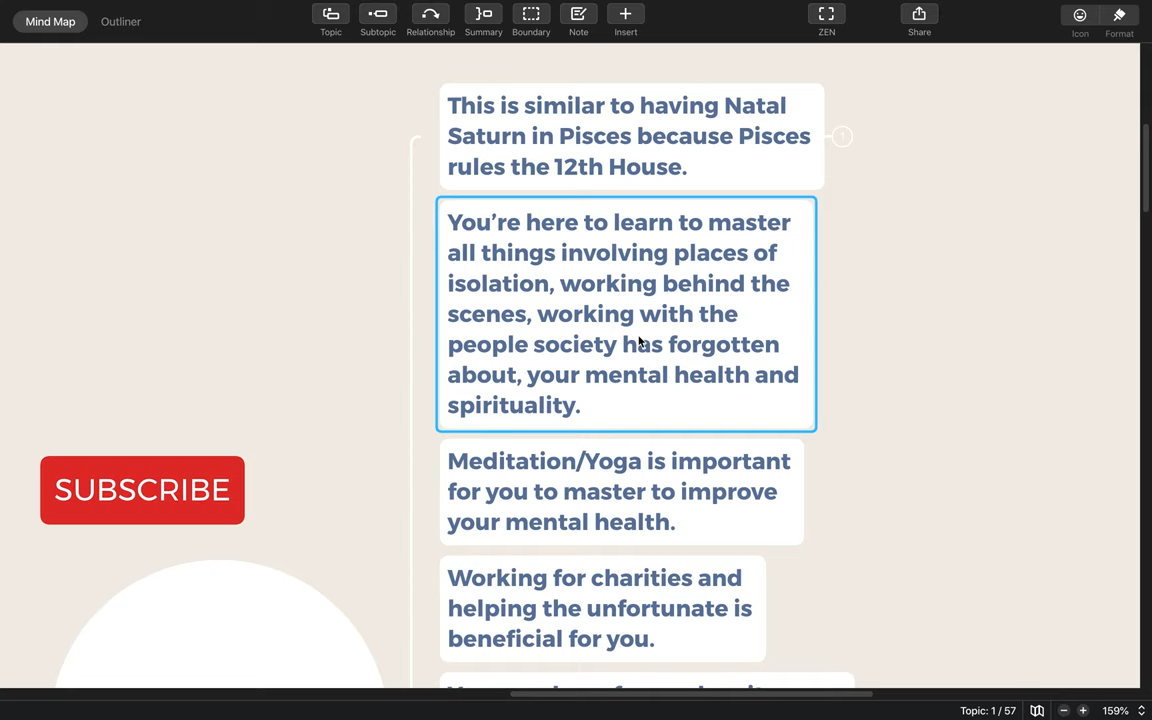 Mind Map
Outliner
Topic
Subtopic
Relationship
Summary
Boundary
Note
Insert
ZEN
Share
Icon
Format
This is similar to having Natal
Saturn in Pisces because Pisces
rules the 12th House.
1
You’re here to learn to master
all things involving places of
isolation, working behind the
scenes, working with the
people society has forgotten
about, your mental health and
spirituality.
Meditation/Yoga is important
for you to master to improve
your mental health.
SUBSCRIBE
Working for charities and
helping the unfortunate is
beneficial for you.
Topic: 1 / 57
159%